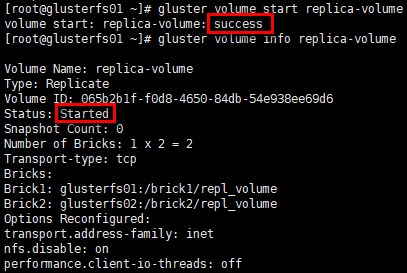 [root@glusterfs01 ~]# gluster volume start replica-volume
volume start: replica-volume: success
[root@glusterfs01 ~]# gluster volume info replica-volume
Volume Name: replica-volume
Type: Replicate
Volume ID: 065b2b1f-f0d8-4650-84db-54e938ee69d6
Status: Started
Snapshot Count: 0
Number of Bricks: 1 x 2 = 2
Transport-type: tcp
Bricks:
Brick1: glusterfs01:/brick1/repl_volume
Brick2: glusterfs02:/brick2/repl_volume
Options Reconfigured:
transport.address-family: inet
nfs.disable: on
performance.client-io-threads: off